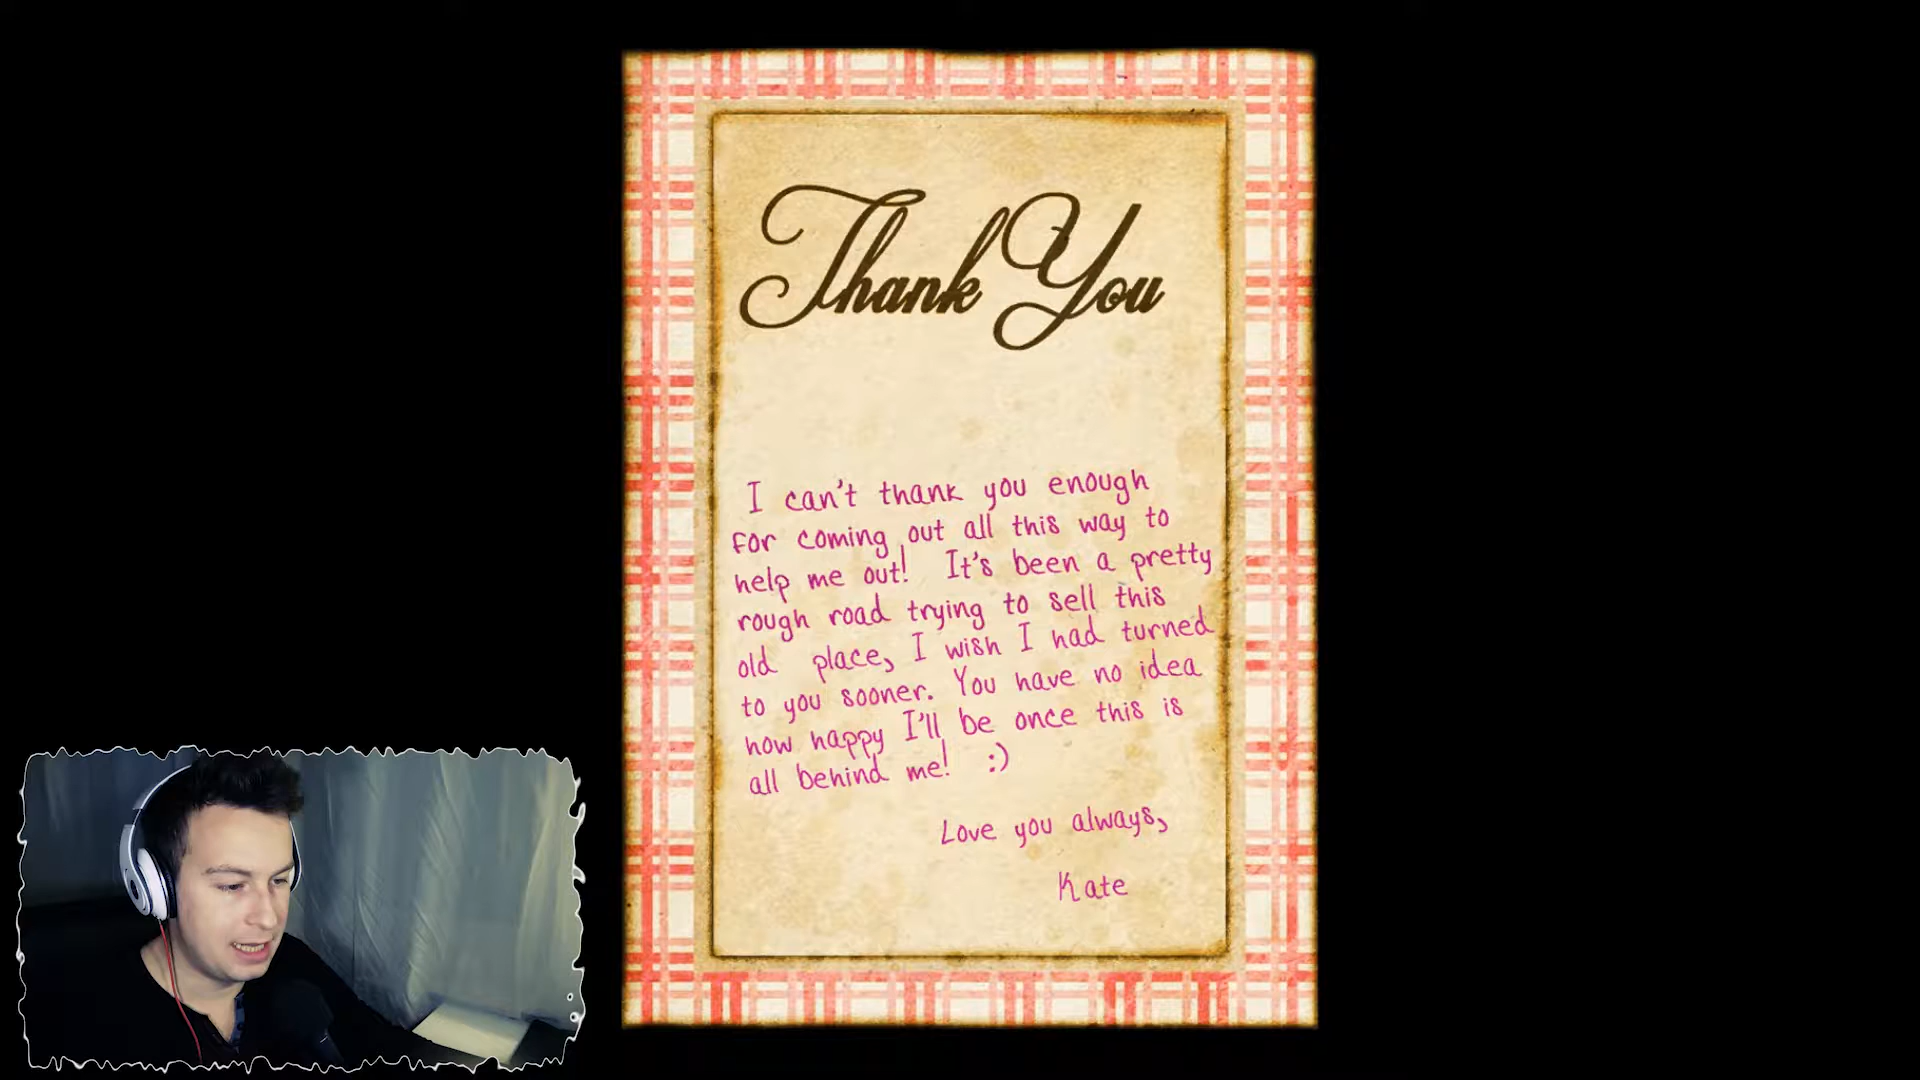 Thank You
I can't thank you enough
for coming out all this way to
help me out! It's been a pretty
rough road trying to sell this
old place, I wish I had turned
to you sooner. You have no idea
how happy I'll be once this is
all behind me! :)
Love you always,
Kate